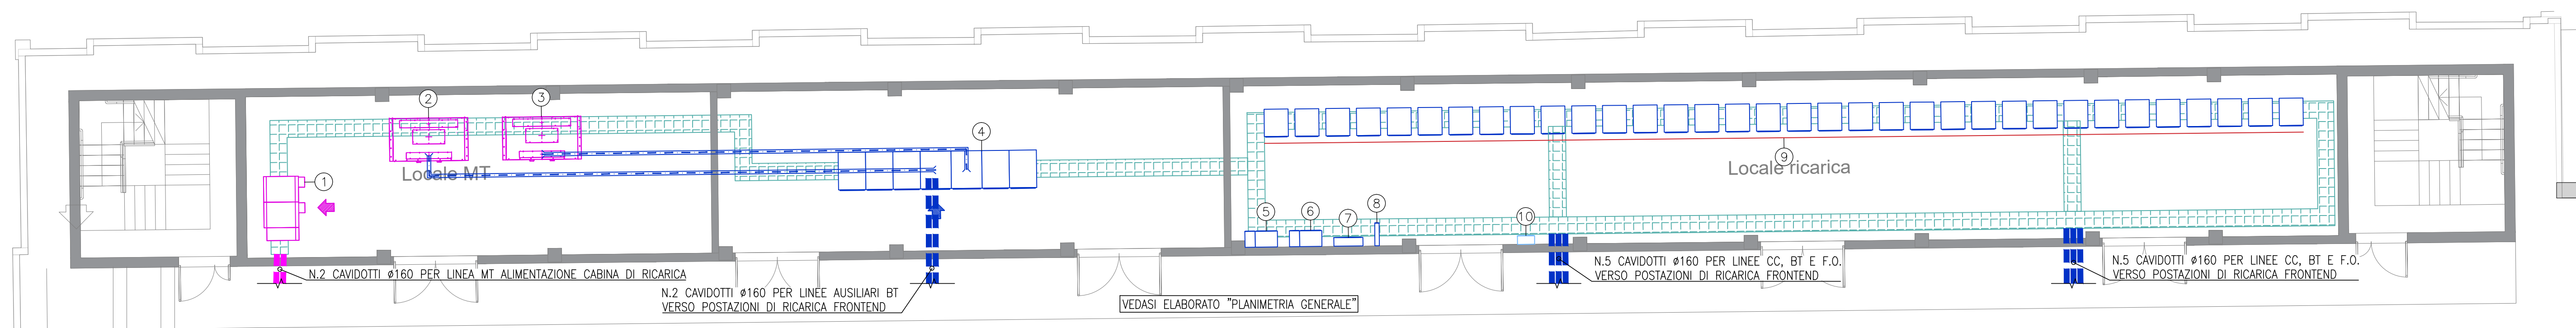 2
3
4
9
Locale MT
Locale ricarica
1
5
6
7
8
10
N.2 CAVIDOTTI ø160 PER LINEA MT ALIMENTAZIONE CABINA DI RICARICA
N.2 CAVIDOTTI ø160 PER LINEE AUSILIARI BT
VERSO POSTAZIONI DI RICARICA FRONTEND
VEDASI ELABORATO "PLANIMETRIA GENERALE"
N.5 CAVIDOTTI ø160 PER LINEE CC, BT E F.O.
VERSO POSTAZIONI DI RICARICA FRONTEND
N.5 CAVIDOTTI ø160 PER LINEE CC, BT E F.O.
VERSO POSTAZIONI DI RICARICA FRONTEND